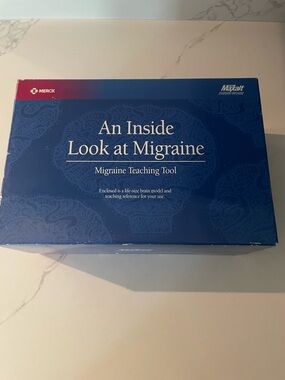 MERCK
Maxalt
An Inside
Look at Migraine
Migraine Teaching Tool
Enclosed is a life-size brain model and
teaching reference for your use.